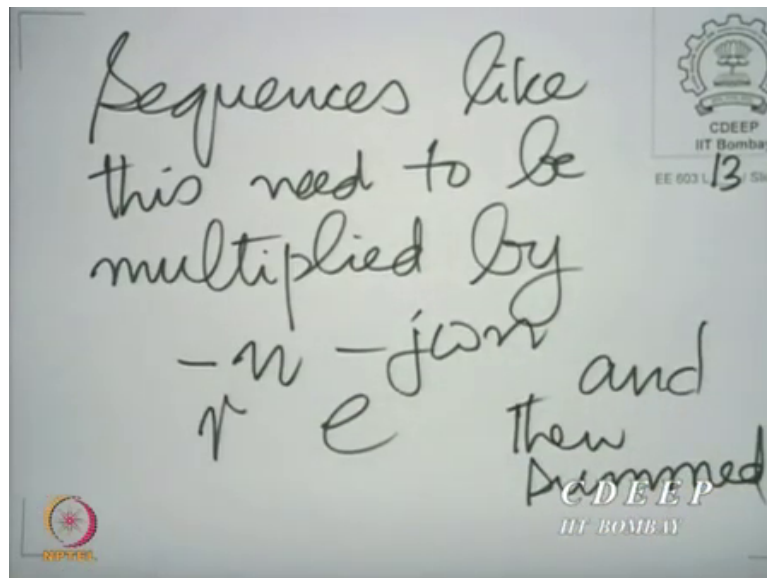 Sequences like
this need to be
multiplied by
r^{-n} e^{-jωn} and
then
summed
CDEEP
IIT Bombay
EE 603 L 13 / Sli
CDEEP
IIT BOMBAY
NPTEL